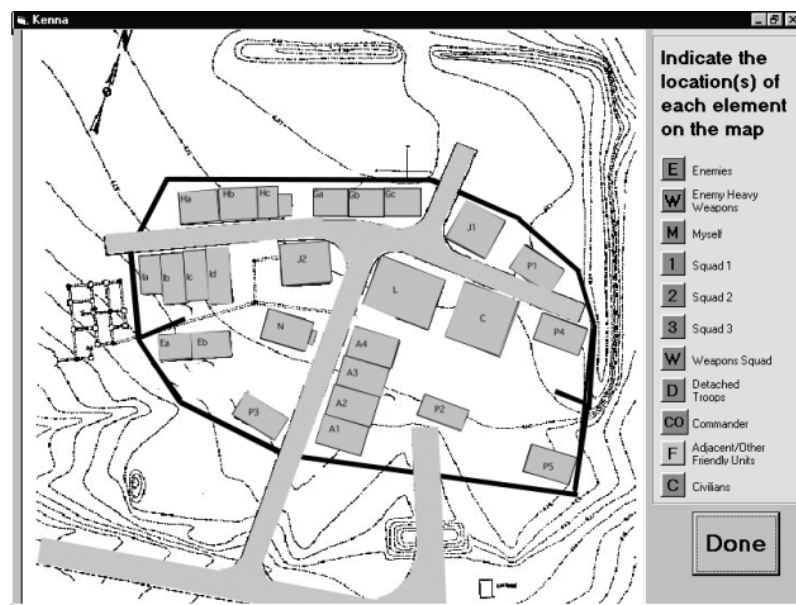 Kenna
Indicate the
location(s) of
each element
on the map
E Enemies
W Enemy Heavy
Weapons
M Myself
1 Squad 1
2 Squad 2
3 Squad 3
W Weapons Squad
D Detached
Troops
CO Commander
F Adjacent/Other
Friendly Units
C Civilians
Done
Ha Hb Hc Ga Gb Gc
J1
Ia Ib Ic Id J2 P1
L
C
N P4
Ea Eb A4
A3
P3 A2 P2
A1
P5